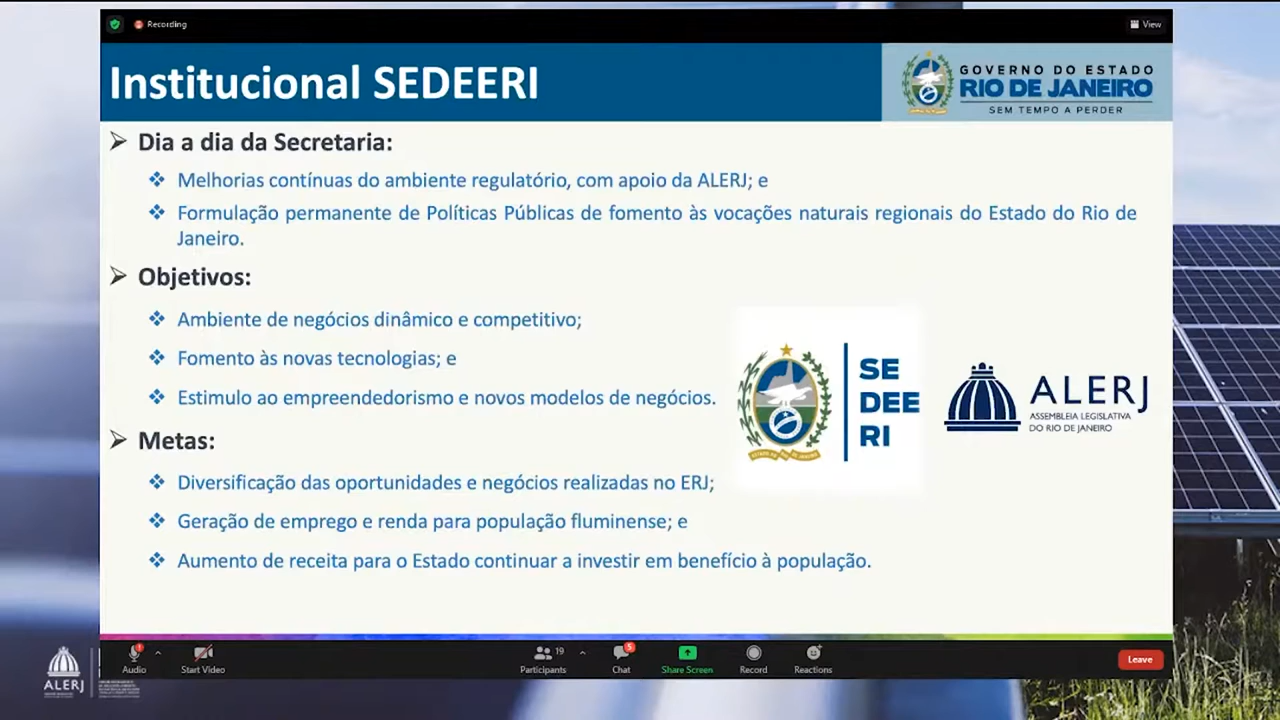 Recording
View
Institucional SEDEERI
GOVERNO DO ESTADO
RIO DE JANEIRO
SEM TEMPO A PERDER
Dia a dia da Secretaria:
Melhorias contínuas do ambiente regulatório, com apoio da ALERJ; e
Formulação permanente de Políticas Públicas de fomento às vocações naturais regionais do Estado do Rio de
Janeiro.
Objetivos:
Ambiente de negócios dinâmico e competitivo;
Fomento às novas tecnologias; e
Estimulo ao empreendedorismo e novos modelos de negócios.
SE
DEE
RI
ALERJ
ASSEMBLEIA LEGISLATIVA
DO RIO DE JANEIRO
Metas:
Diversificação das oportunidades e negócios realizadas no ERJ;
Geração de emprego e renda para população fluminense; e
Aumento de receita para o Estado continuar a investir em benefício à população.
Audio
Start Video
Participants
19
Chat
5
Share Screen
Record
Reactions
Leave
ALERJ